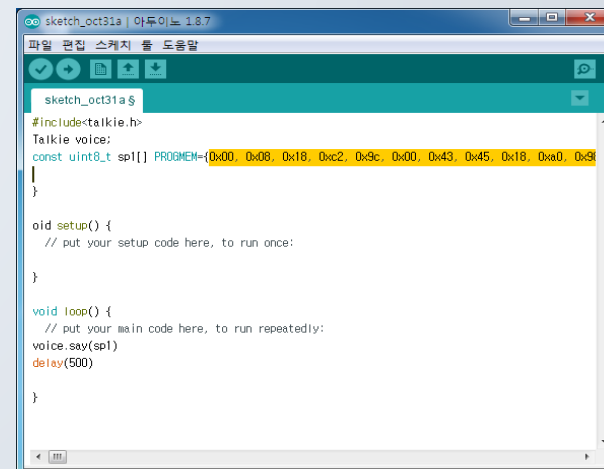 sketch_oct31a | 아두이노 1.8.7
파일 편집 스케치 툴 도움말
sketch_oct31a §
#include<talkie.h>
Talkie voice;
const uint8_t sp1[] PROGMEM={0x00, 0x08, 0x18, 0xc2, 0x9c, 0x00, 0x43, 0x45, 0x18, 0xa0, 0x98
}
oid setup() {
// put your setup code here, to run once:
}
void loop() {
// put your main code here, to run repeatedly:
voice.say(sp1)
delay(500)
}